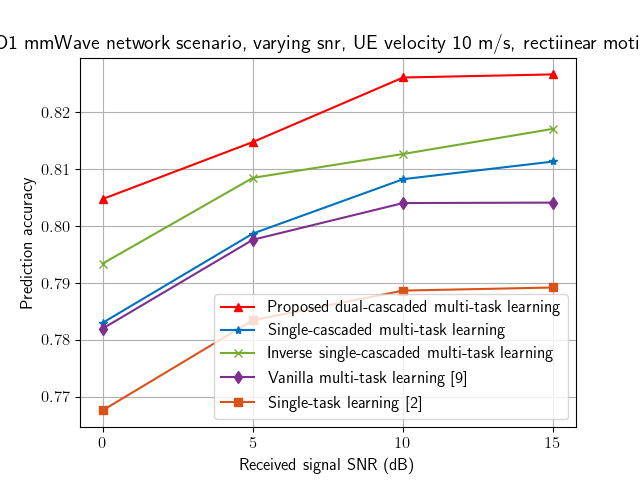 O1 mmWave network scenario, varying snr, UE velocity 10 m/s, rectiinear moti
0.82
0.81
0.80
0.79
0.78
0.77
Prediction accuracy
Proposed dual-cascaded multi-task learning
Single-cascaded multi-task learning
Inverse single-cascaded multi-task learning
Vanilla multi-task learning [9]
Single-task learning [2]
0 5 10 15
Received signal SNR (dB)